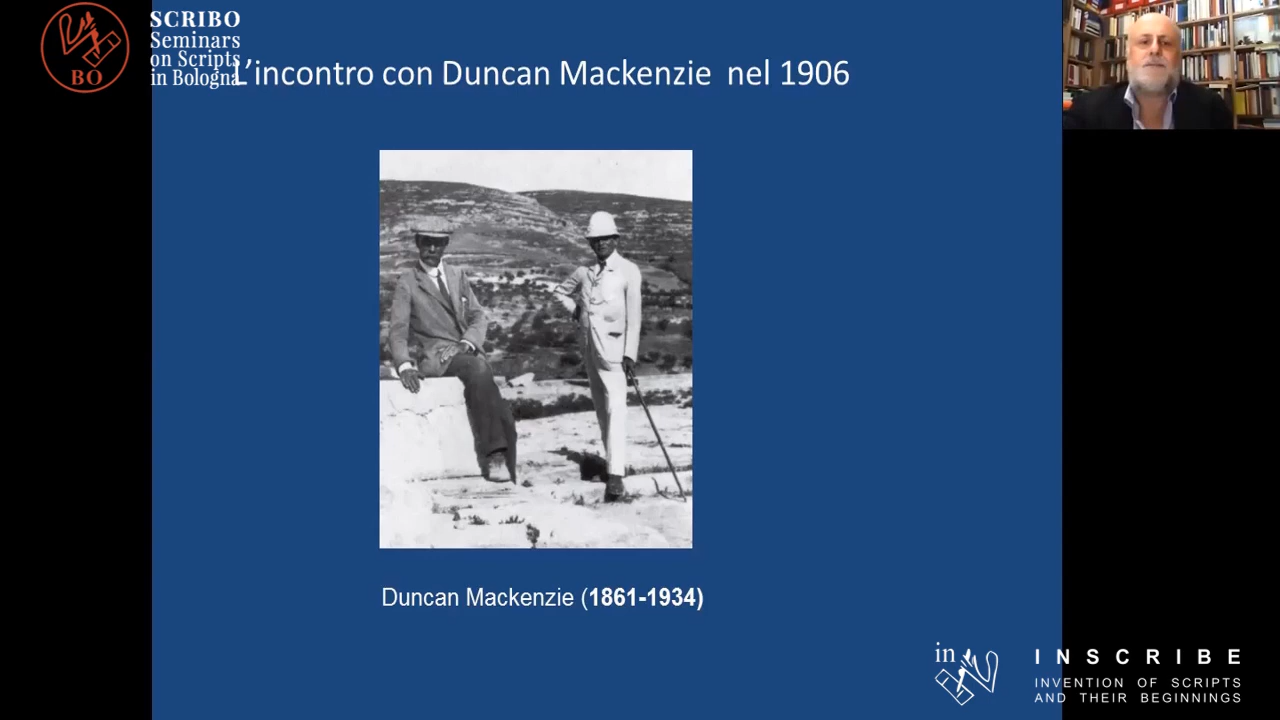 SCRIBO
Seminars
on Scripts
in Bologna
BO
L'incontro con Duncan Mackenzie nel 1906
Duncan Mackenzie (1861-1934)
in
INSCRIBE
INVENTION OF SCRIPTS
AND THEIR BEGINNINGS